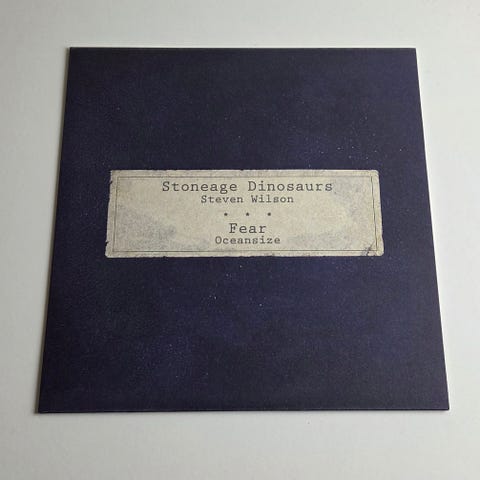 Stoneage Dinosaurs
Steven Wilson
* * *
Fear
Oceansize